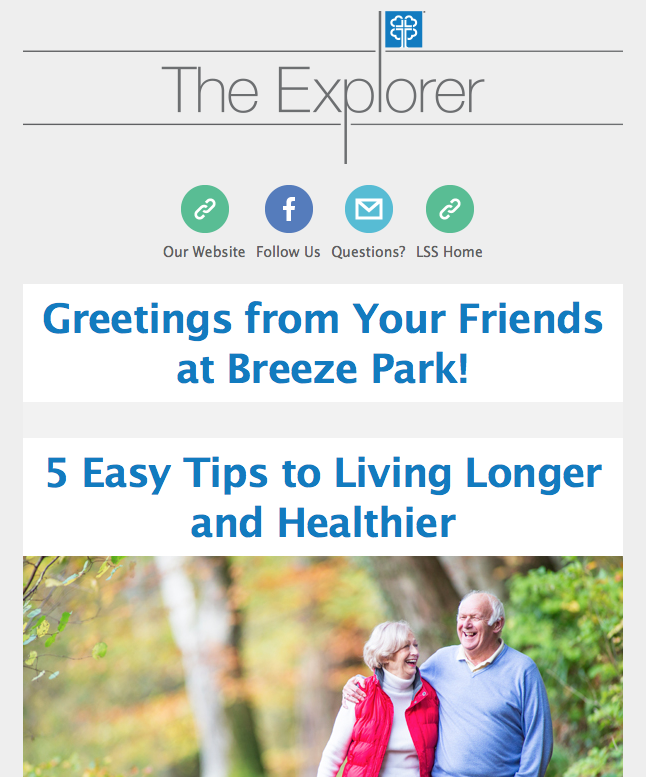 The Explorer
Our Website Follow Us Questions? LSS Home
Greetings from Your Friends
at Breeze Park!
5 Easy Tips to Living Longer
and Healthier